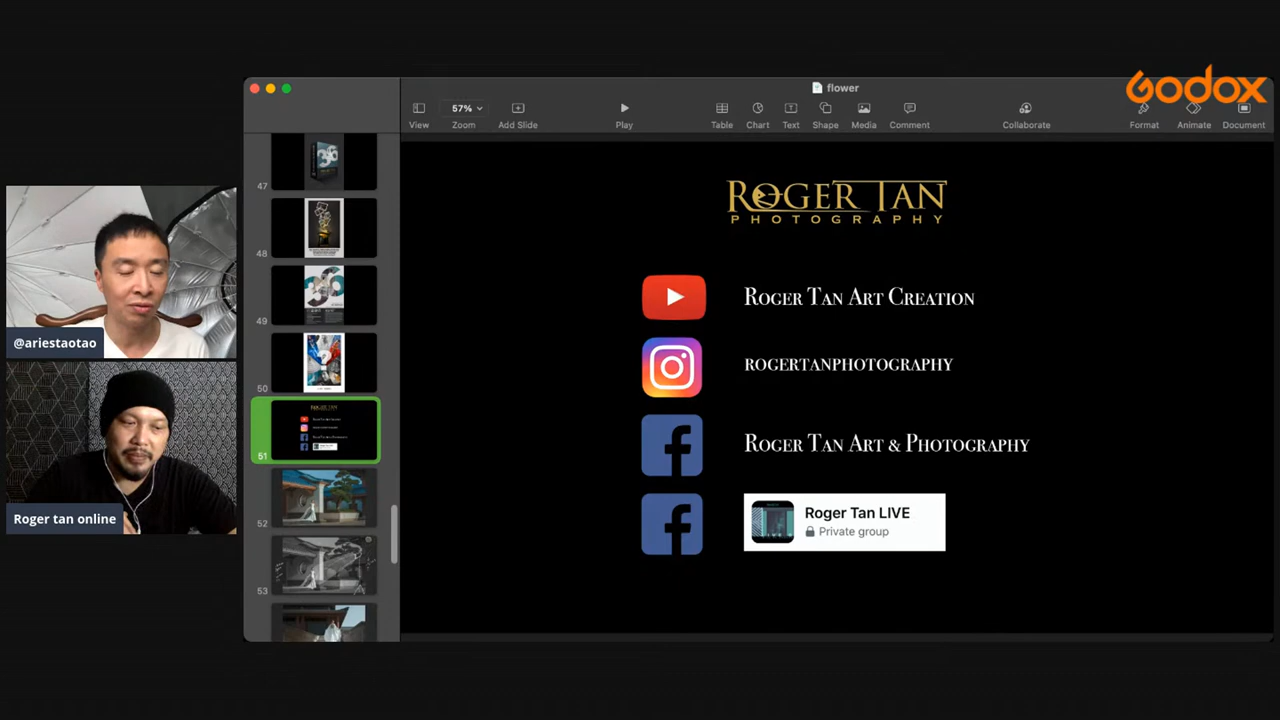 GODOX
flower
57%
View
Zoom
Add Slide
Play
Table
Chart
Text
Shape
Media
Comment
Collaborate
Format
Animate
Document
47
48
49
50
51
52
53
@ariestaotao
Roger tan online
ROGER TAN
PHOTOGRAPHY
ROGER TAN ART CREATION
ROGERTANPHOTOGRAPHY
ROGER TAN ART & PHOTOGRAPHY
Roger Tan LIVE
Private group